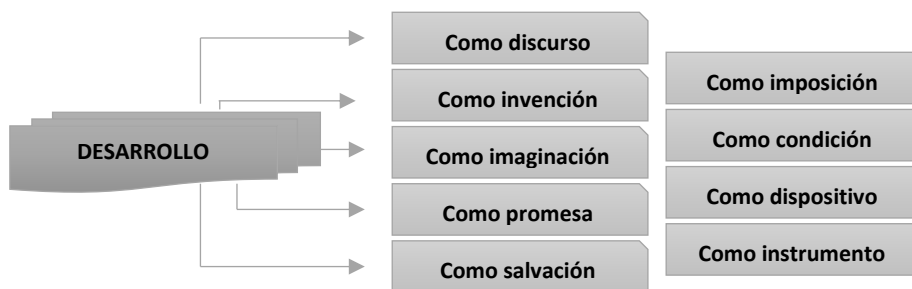 DESARROLLO
Como discurso
Como invención
Como imaginación
Como promesa
Como salvación
Como imposición
Como condición
Como dispositivo
Como instrumento